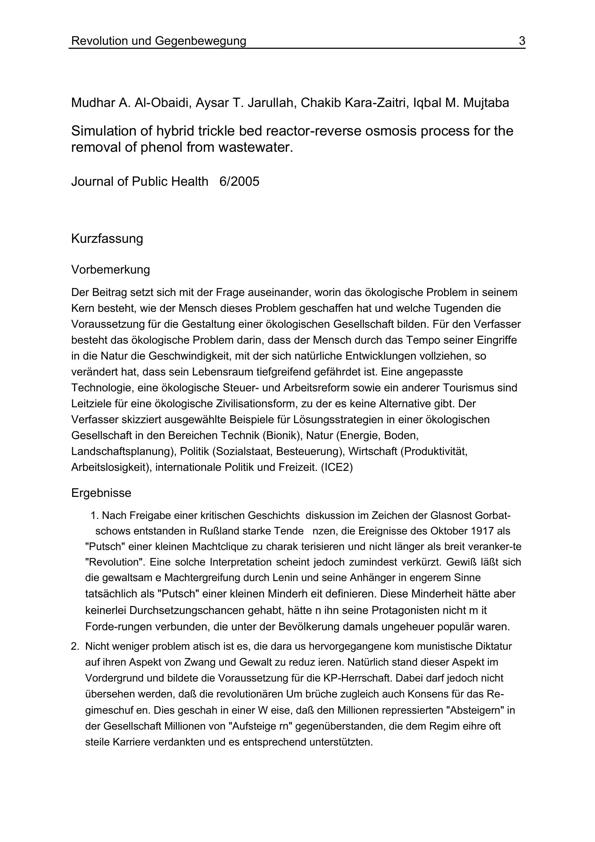 Revolution und Gegenbewegung 3
Mudhar A. Al-Obaidi, Aysar T. Jarullah, Chakib Kara-Zaitri, Iqbal M. Mujtaba
Simulation of hybrid trickle bed reactor-reverse osmosis process for the
removal of phenol from wastewater.
Journal of Public Health 6/2005
Kurzfassung
Vorbemerkung
Der Beitrag setzt sich mit der Frage auseinander, worin das ökologische Problem in seinem
Kern besteht, wie der Mensch dieses Problem geschaffen hat und welche Tugenden die
Voraussetzung für die Gestaltung einer ökologischen Gesellschaft bilden. Für den Verfasser
besteht das ökologische Problem darin, dass der Mensch durch das Tempo seiner Eingriffe
in die Natur die Geschwindigkeit, mit der sich natürliche Entwicklungen vollziehen, so
verändert hat, dass sein Lebensraum tiefgreifend gefährdet ist. Eine angepasste
Technologie, eine ökologische Steuer- und Arbeitsreform sowie ein anderer Tourismus sind
Leitziele für eine ökologische Zivilisationsform, zu der es keine Alternative gibt. Der
Verfasser skizziert ausgewählte Beispiele für Lösungsstrategien in einer ökologischen
Gesellschaft in den Bereichen Technik (Bionik), Natur (Energie, Boden,
Landschaftsplanung), Politik (Sozialstaat, Besteuerung), Wirtschaft (Produktivität,
Arbeitslosigkeit), internationale Politik und Freizeit. (ICE2)
Ergebnisse
1. Nach Freigabe einer kritischen Geschichts diskussion im Zeichen der Glasnost Gorbat-
schows entstanden in Rußland starke Tende nzen, die Ereignisse des Oktober 1917 als
"Putsch" einer kleinen Machtclique zu charak terisieren und nicht länger als breit veranker-te
"Revolution". Eine solche Interpretation scheint jedoch zumindest verkürzt. Gewiß läßt sich
die gewaltsam e Machtergreifung durch Lenin und seine Anhänger in engerem Sinne
tatsächlich als "Putsch" einer kleinen Minderh eit definieren. Diese Minderheit hätte aber
keinerlei Durchsetzungschancen gehabt, hätte n ihn seine Protagonisten nicht m it
Forde-rungen verbunden, die unter der Bevölkerung damals ungeheuer populär waren.
2. Nicht weniger problem atisch ist es, die dara us hervorgegangene kom munistische Diktatur
auf ihren Aspekt von Zwang und Gewalt zu reduz ieren. Natürlich stand dieser Aspekt im
Vordergrund und bildete die Voraussetzung für die KP-Herrschaft. Dabei darf jedoch nicht
übersehen werden, daß die revolutionären Um brüche zugleich auch Konsens für das Re-
gimeschuf en. Dies geschah in einer W eise, daß den Millionen repressierten "Absteigern" in
der Gesellschaft Millionen von "Aufsteige rn" gegenüberstanden, die dem Regim eihre oft
steile Karriere verdankten und es entsprechend unterstützten.